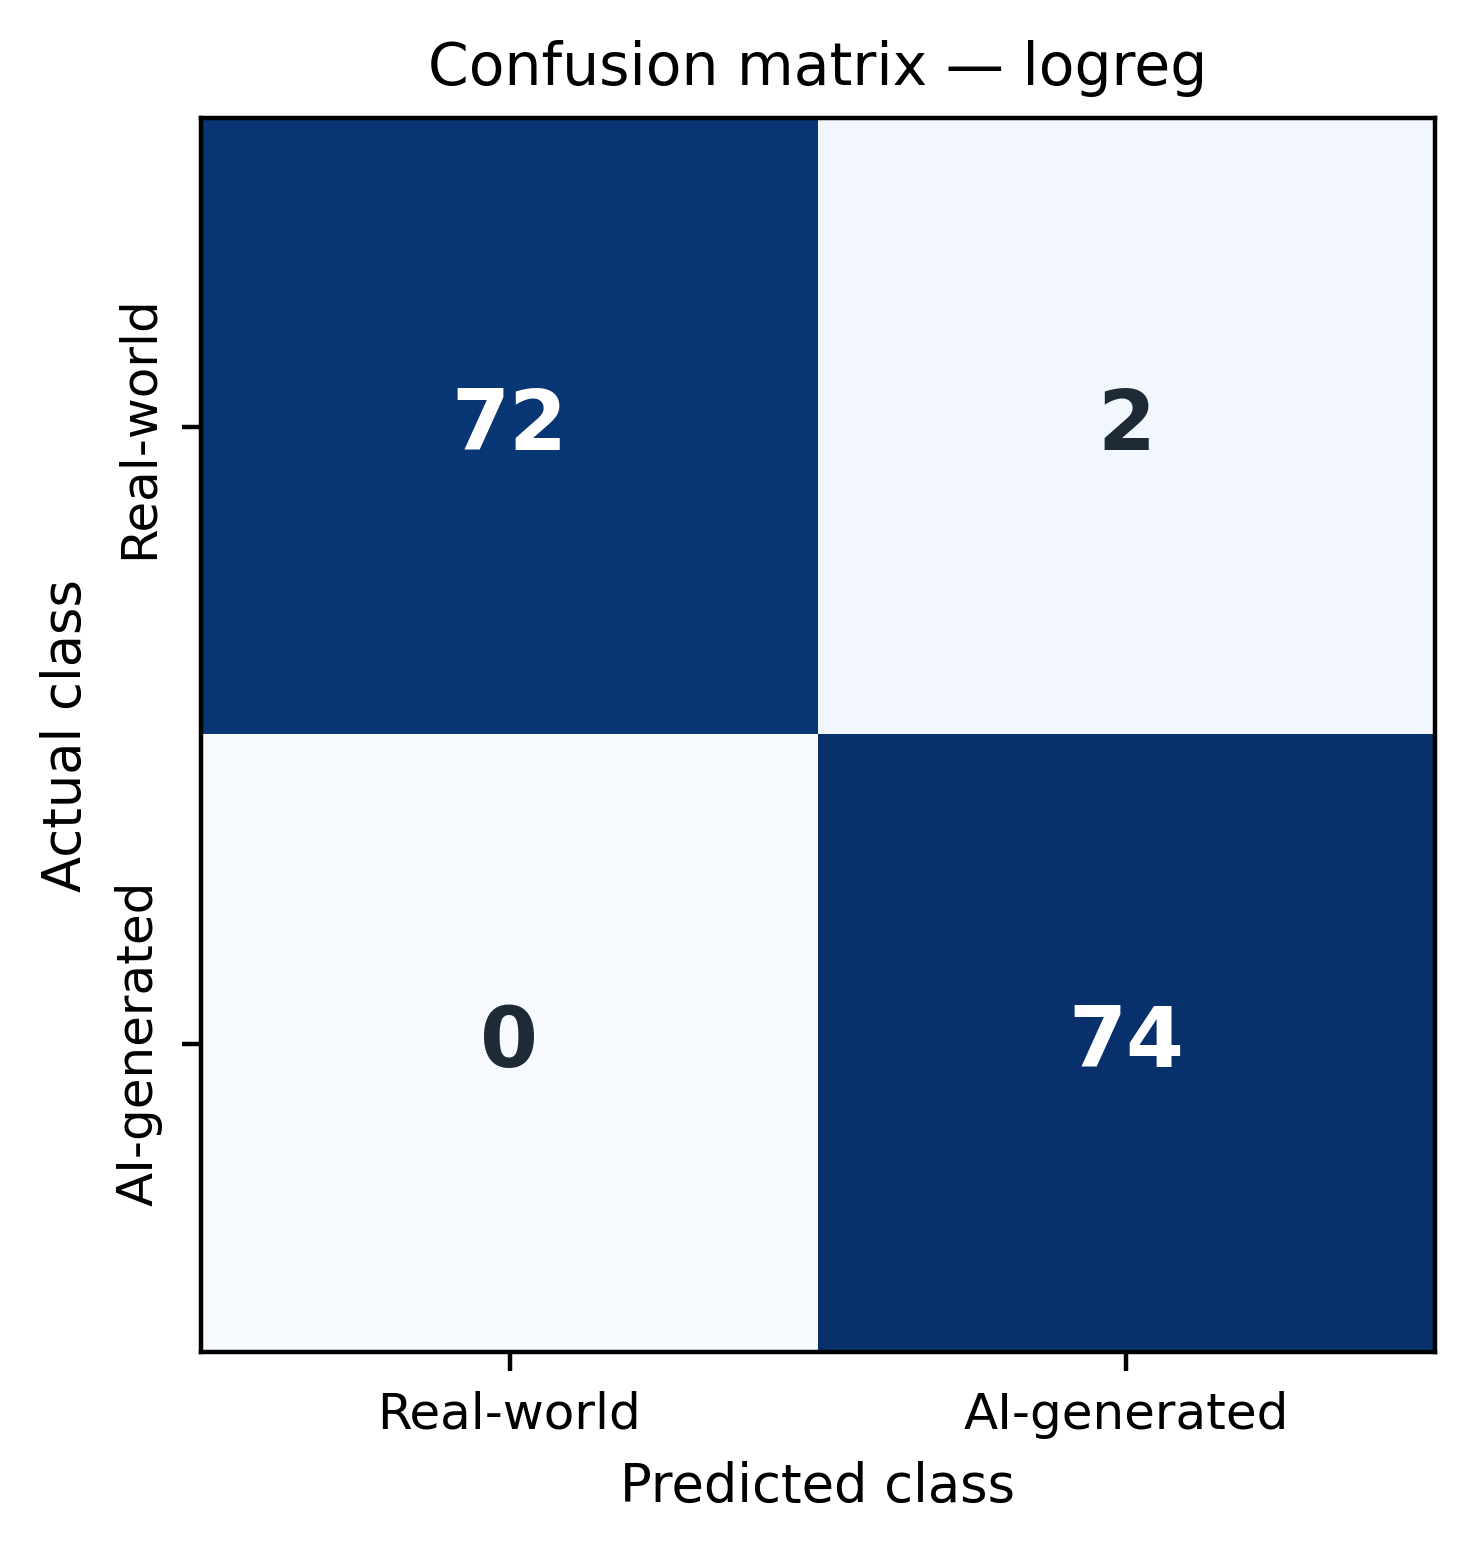 Confusion matrix — logreg
Actual class
Real-world
72
2
AI-generated
0
74
Real-world
AI-generated
Predicted class